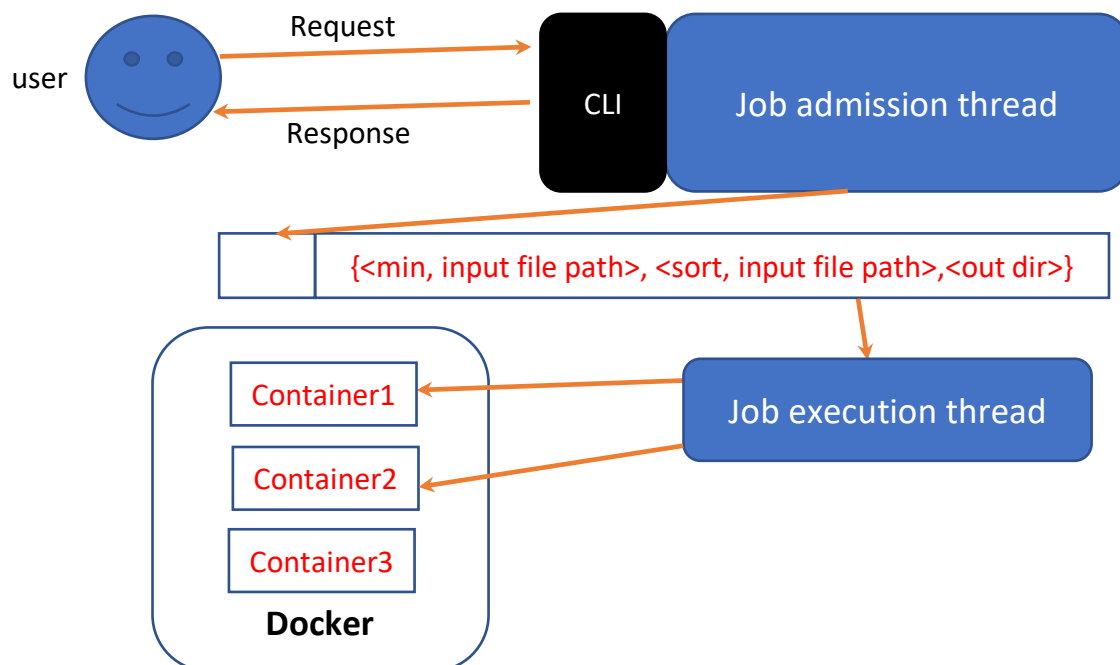 Request
user
CLI
Job admission thread
Response
{<min, input file path>, <sort, input file path>,<out dir>}
Container1
Job execution thread
Container2
Container3
Docker